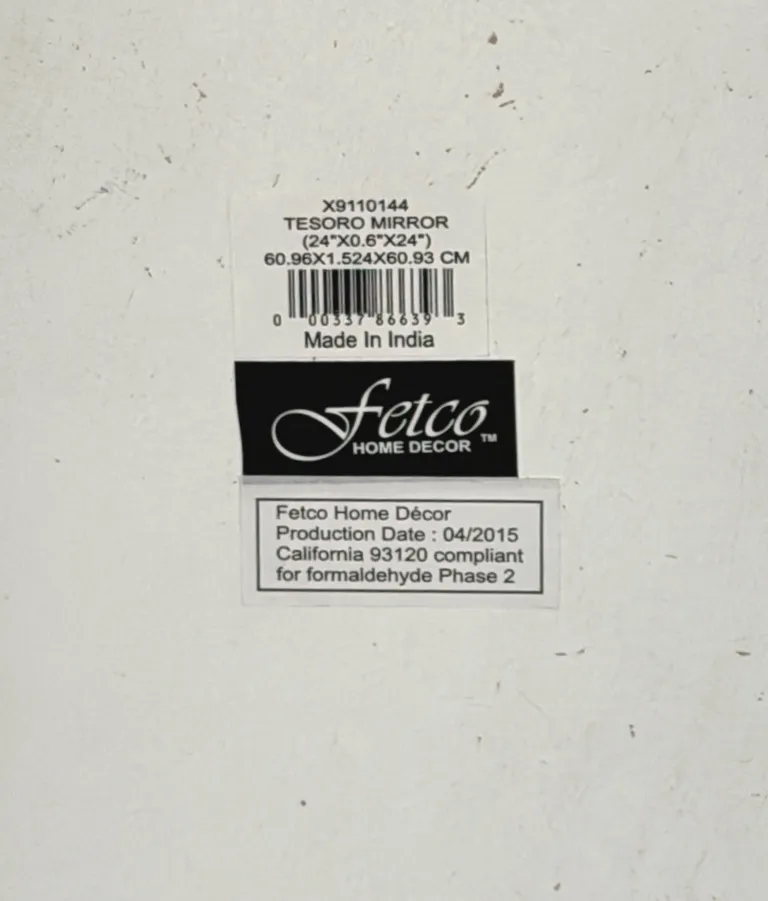 X9110144
TESORO MIRROR
(24"X0.6"X24")
60.96X1.524X60.93 CM
0 00337 86639 3
Made In India
fetco
HOME DECOR ™
Fetco Home Décor
Production Date : 04/2015
California 93120 compliant
for formaldehyde Phase 2